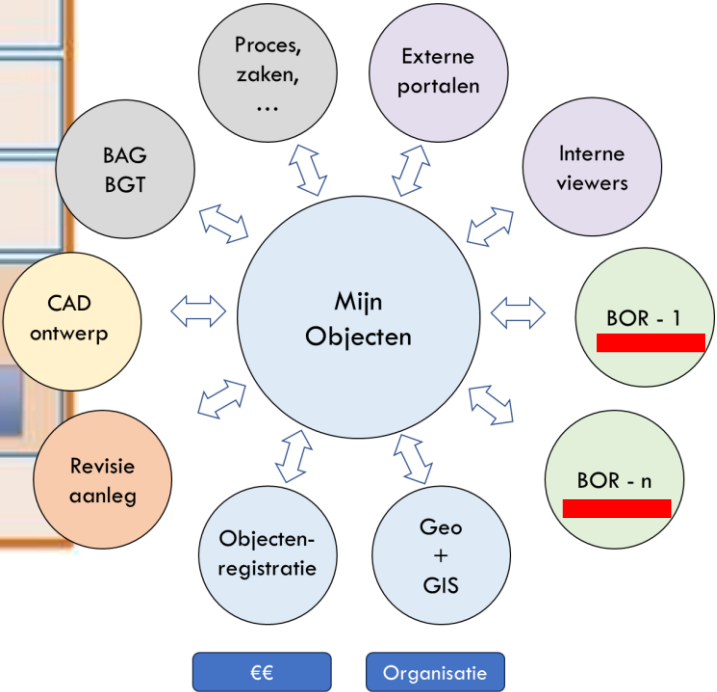 Proces,
zaken,
...
Externe
portalen
BAG
BGT
Interne
viewers
CAD
ontwerp
Mijn
Objecten
BOR - 1
Revisie
aanleg
BOR - n
Objecten-
registratie
Geo
+
GIS
€€
Organisatie